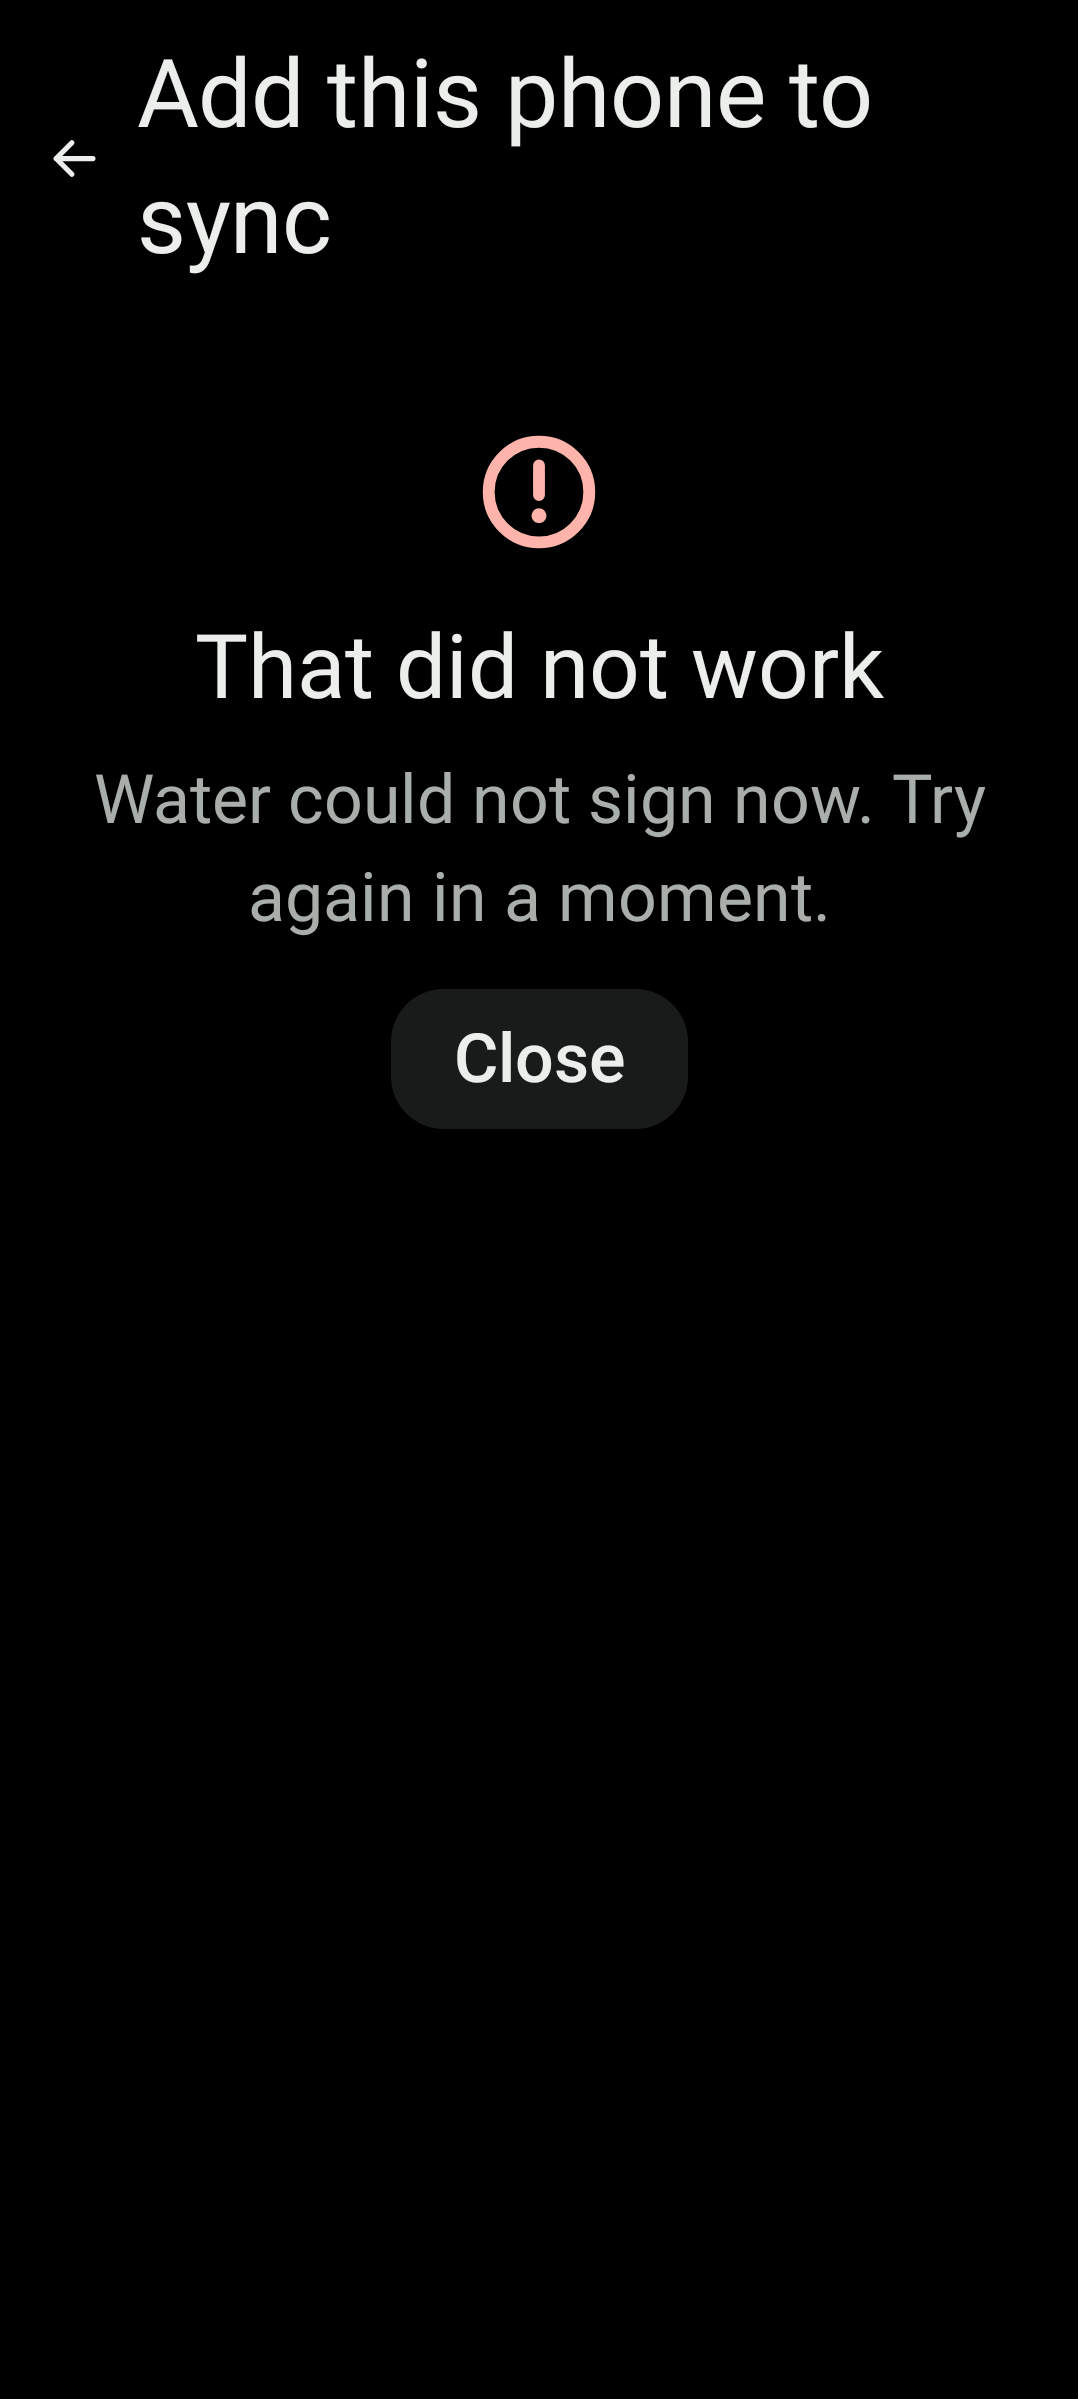 Add this phone to
sync
That did not work
Water could not sign now. Try
again in a moment.
Close